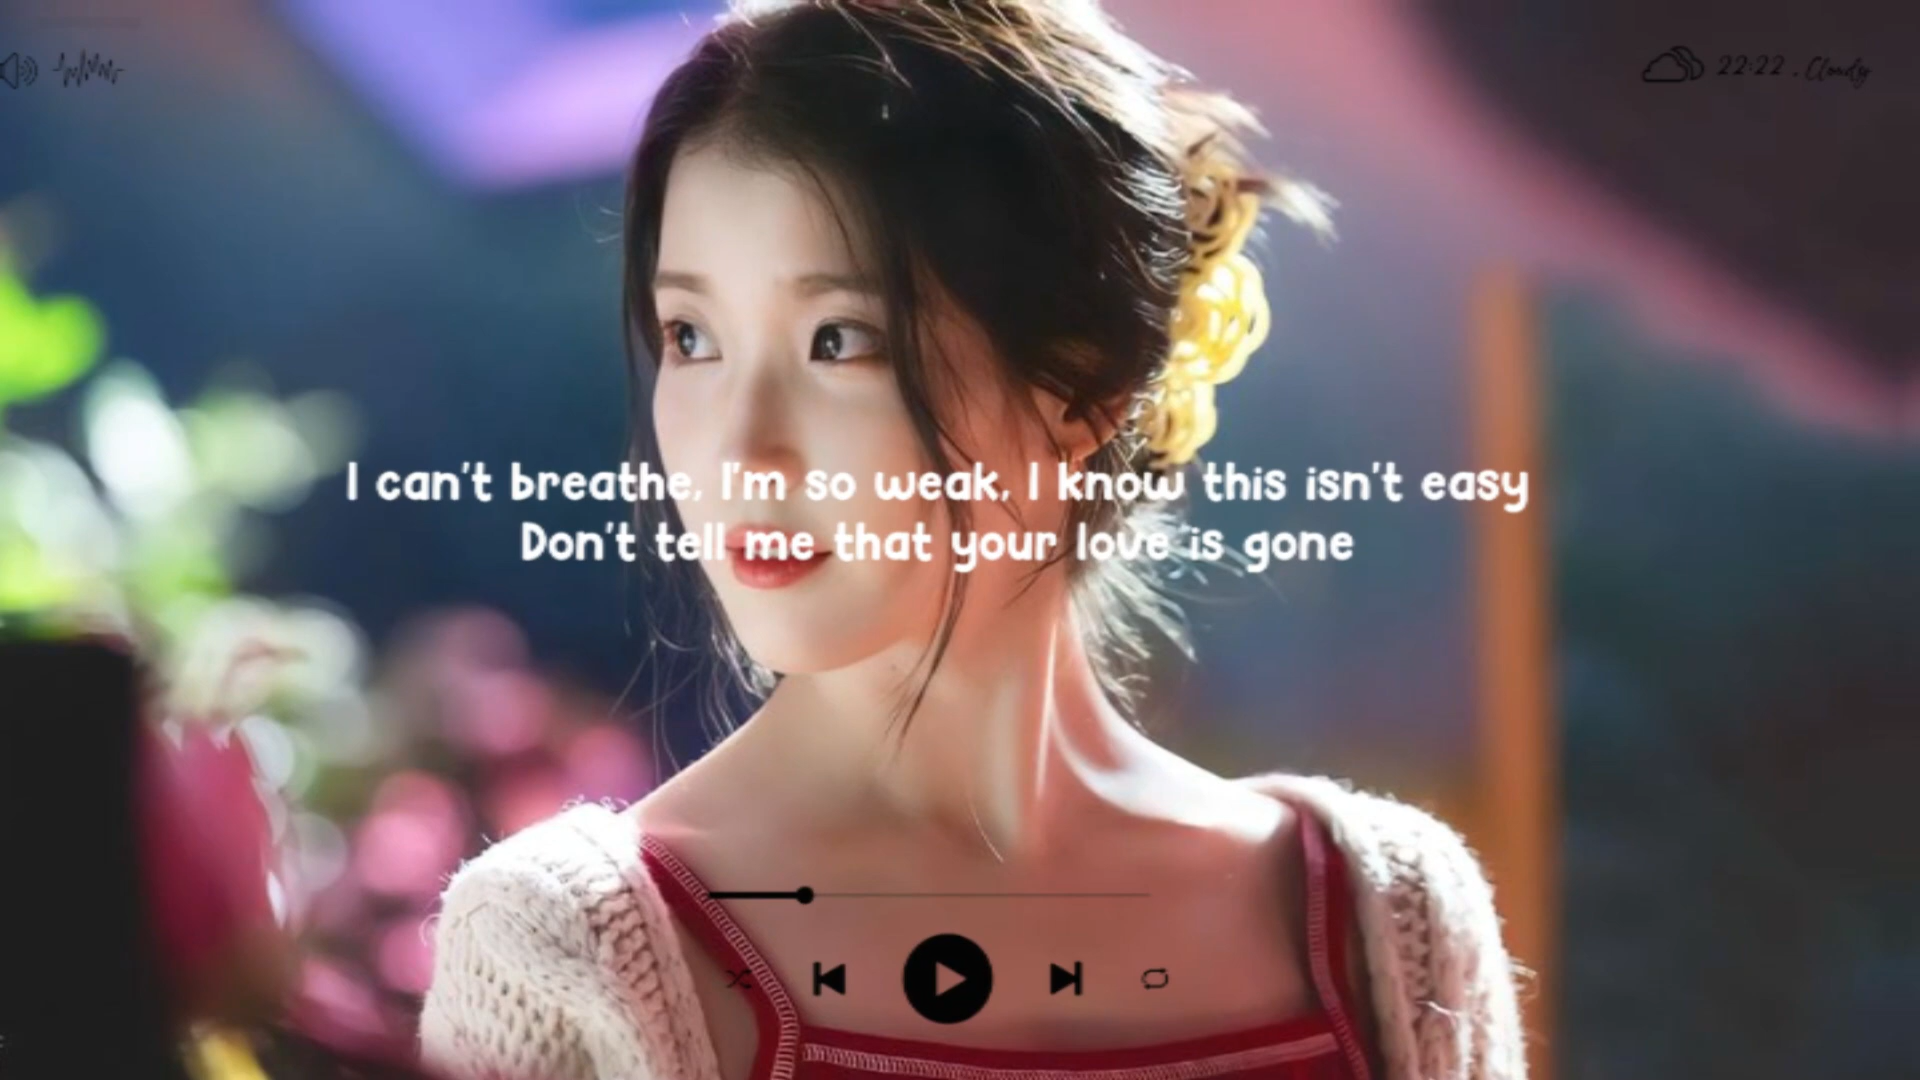 22:22 . Cloudy
I can't breathe, I'm so weak, I know this isn't easy
Don't tell me that your love is gone